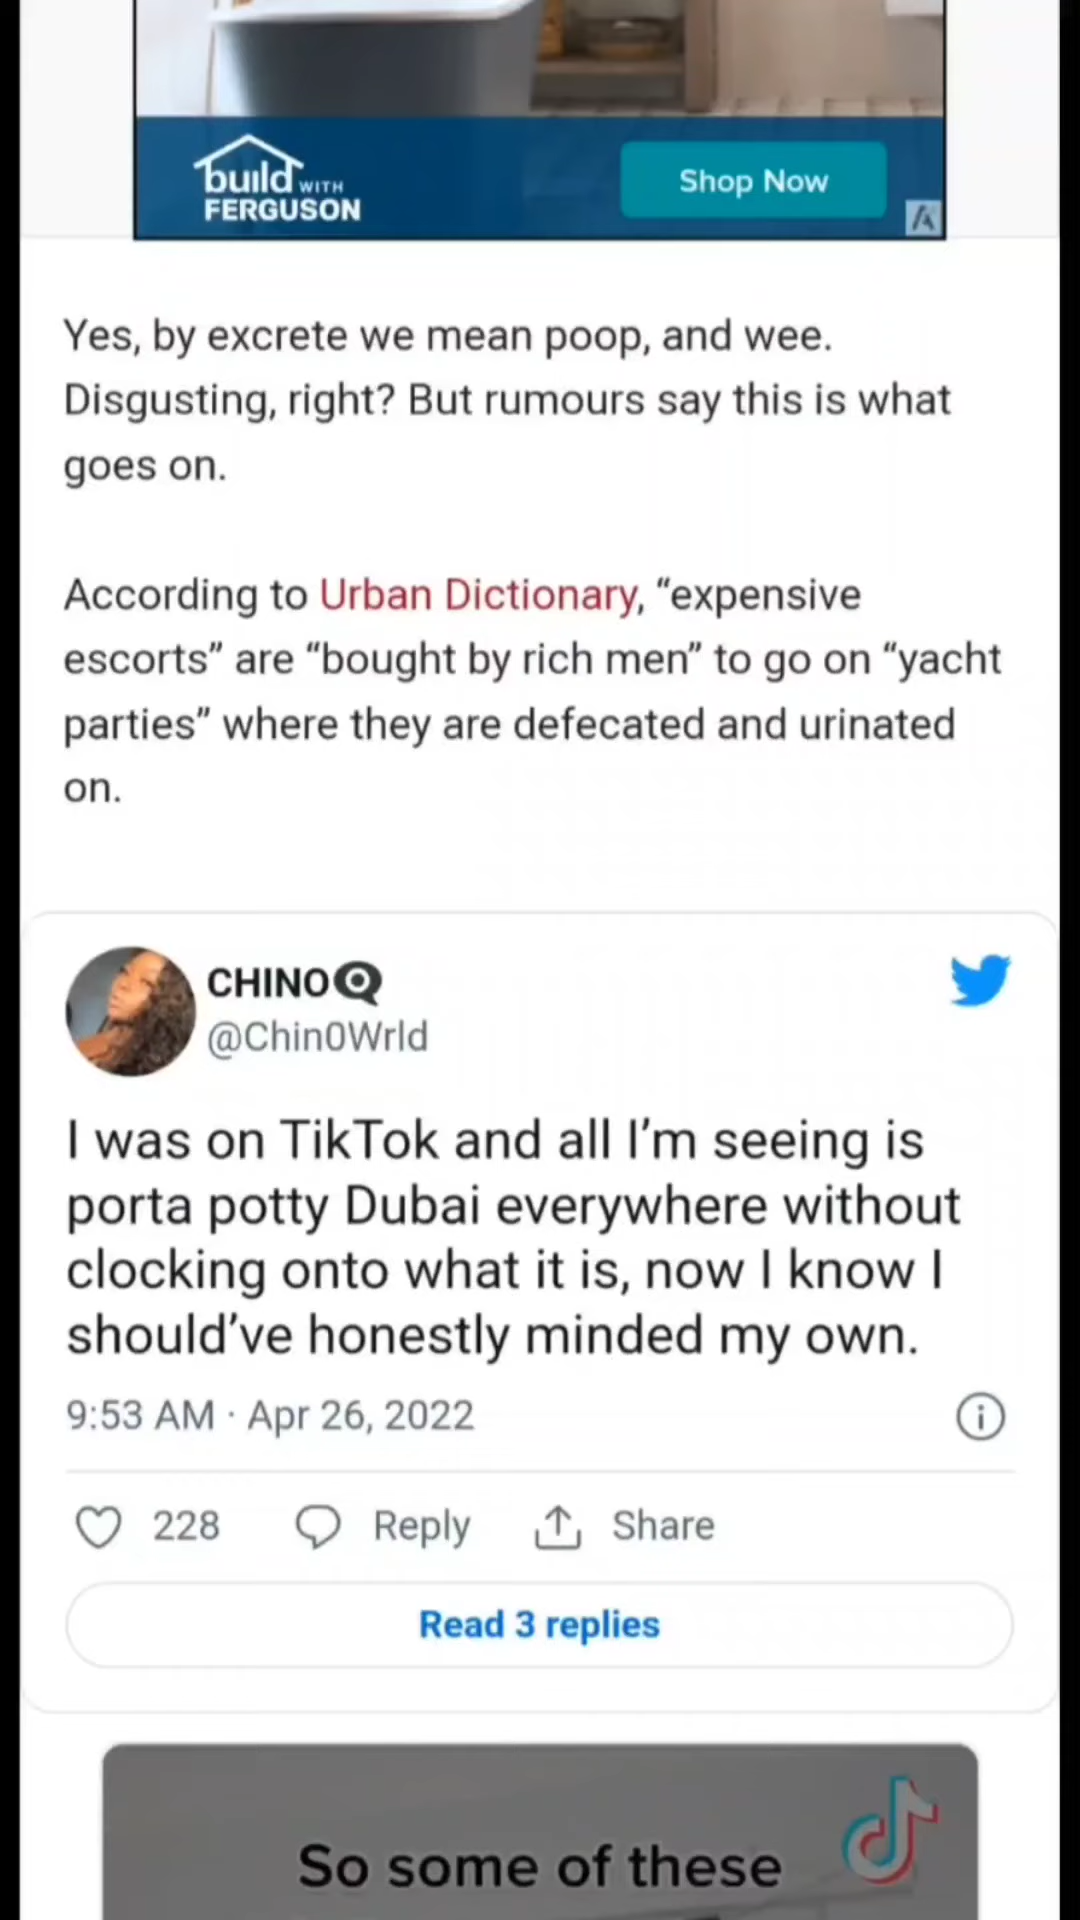 build WITH
FERGUSON
Shop Now
Yes, by excrete we mean poop, and wee.
Disgusting, right? But rumours say this is what
goes on.
According to Urban Dictionary, “expensive
escorts” are “bought by rich men” to go on “yacht
parties” where they are defecated and urinated
on.
CHINO
@Chin0Wrld
I was on TikTok and all I’m seeing is
porta potty Dubai everywhere without
clocking onto what it is, now I know I
should’ve honestly minded my own.
9:53 AM · Apr 26, 2022
228 Reply Share
Read 3 replies
So some of these